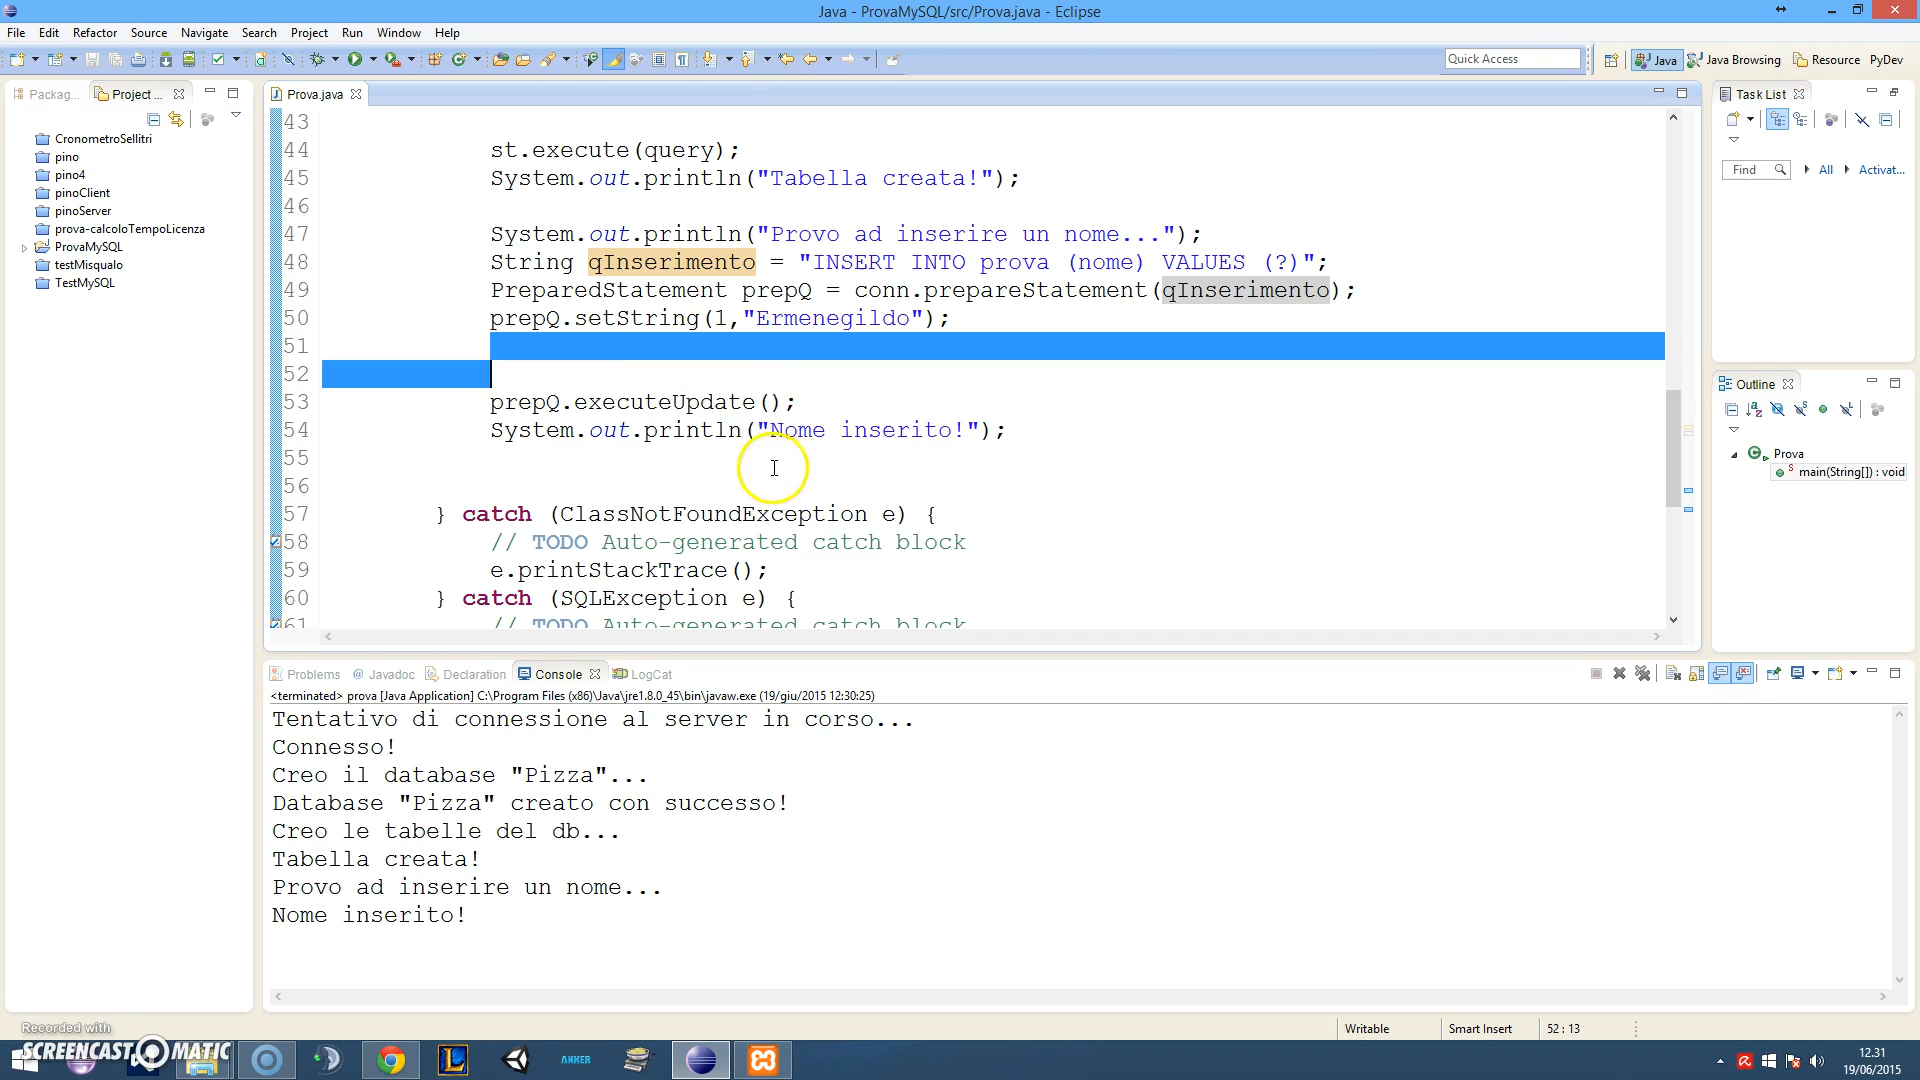 Java - ProvaMySQL/src/Prova.java - Eclipse
File Edit Refactor Source Navigate Search Project Run Window Help
Quick Access
Java Java Browsing Resource PyDev
Packag... Project ...
CronometroSellitri
pino
pino4
pinoClient
pinoServer
prova-calcoloTempoLicenza
ProvaMySQL
testMisqualo
TestMySQL
Prova.java
43
44 st.execute(query);
45 System.out.println("Tabella creata!");
46
47 System.out.println("Provo ad inserire un nome...");
48 String qInserimento = "INSERT INTO prova (nome) VALUES (?)";
49 PreparedStatement prepQ = conn.prepareStatement(qInserimento);
50 prepQ.setString(1,"Ermenegildo");
51
52
53 prepQ.executeUpdate();
54 System.out.println("Nome inserito!");
55
56
57 } catch (ClassNotFoundException e) {
58 // TODO Auto-generated catch block
59 e.printStackTrace();
60 } catch (SQLException e) {
61 // TODO Auto-generated catch block
Task List
Find All Activat...
Outline
Prova
main(String[]) : void
Problems Javadoc Declaration Console LogCat
<terminated> prova [Java Application] C:\Program Files (x86)\Java\jre1.8.0_45\bin\javaw.exe (19/giu/2015 12:30:25)
Tentativo di connessione al server in corso...
Connesso!
Creo il database "Pizza"...
Database "Pizza" creato con successo!
Creo le tabelle del db...
Tabella creata!
Provo ad inserire un nome...
Nome inserito!
Writable Smart Insert 52 : 13
Recorded with
SCREENCAST MATIC
ANKER
12.31
19/06/2015